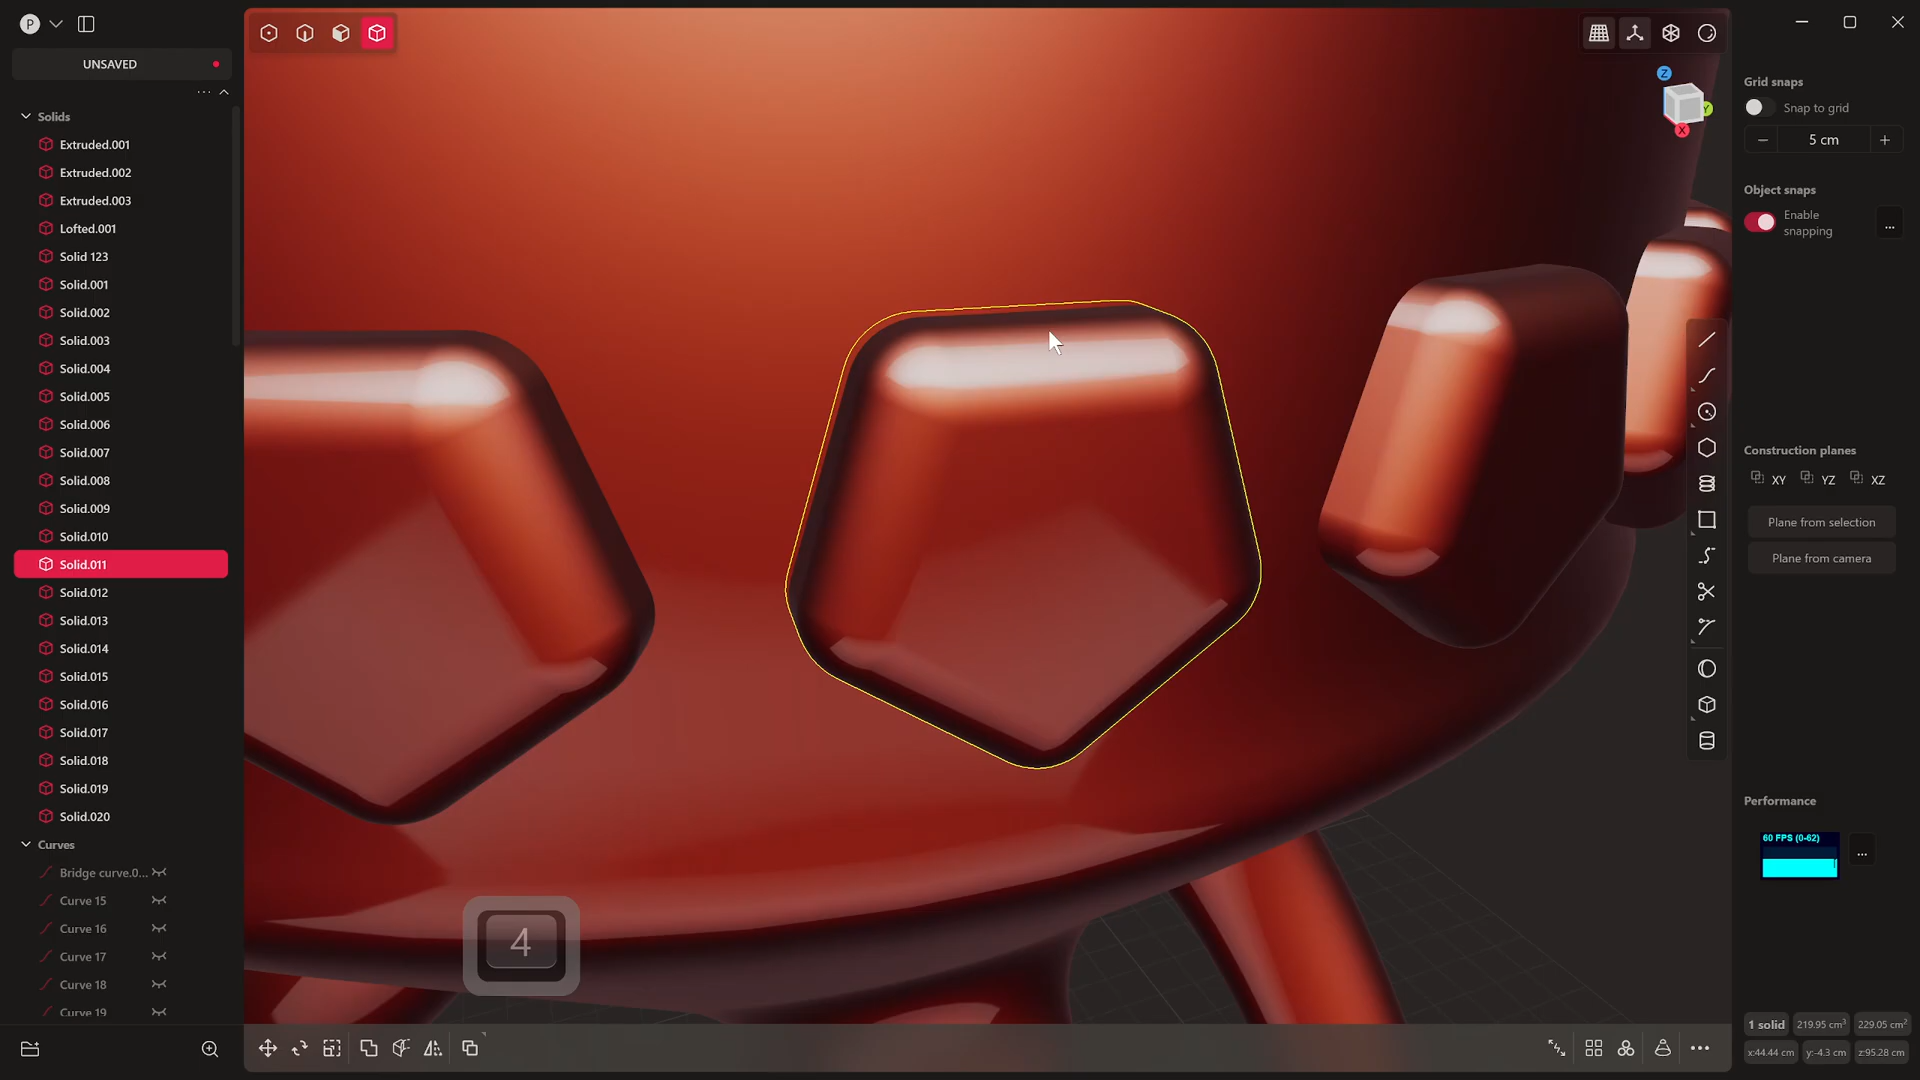 P
UNSAVED
...
Solids
Extruded.001
Extruded.002
Extruded.003
Lofted.001
Solid 123
Solid.001
Solid.002
Solid.003
Solid.004
Solid.005
Solid.006
Solid.007
Solid.008
Solid.009
Solid.010
Solid.011
Solid.012
Solid.013
Solid.014
Solid.015
Solid.016
Solid.017
Solid.018
Solid.019
Solid.020
Curves
Bridge curve.0...
Curve 15
Curve 16
Curve 17
Curve 18
Curve 19
4
Z
Y
X
Grid snaps
Snap to grid
5 cm
Object snaps
Enable
snapping
...
Construction planes
XY YZ XZ
Plane from selection
Plane from camera
Performance
60 FPS (0-62)
...
1 solid 219.95 cm³ 229.05 cm²
x:44.44 cm y:-4.3 cm z:95.28 cm